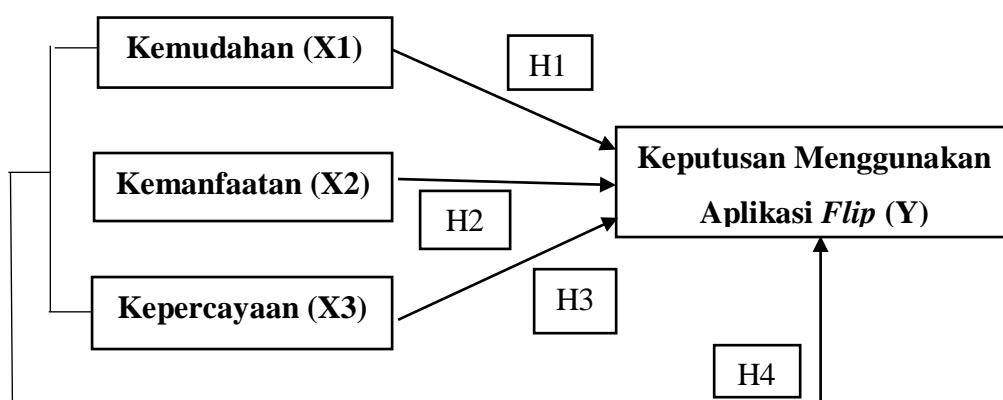 Kemudahan (X1)
H1
Keputusan Menggunakan
Aplikasi Flip (Y)
Kemanfaatan (X2)
H2
Kepercayaan (X3)
H3
H4